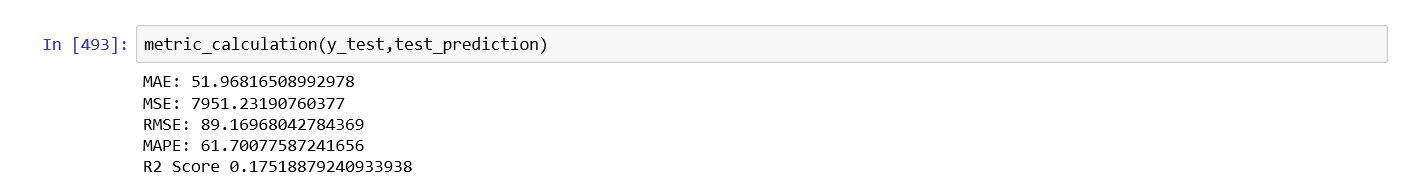 In [493]: metric_calculation(y_test,test_prediction)
MAE: 51.96816508992978
MSE: 7951.23190760377
RMSE: 89.16968042784369
MAPE: 61.70077587241656
R2 Score 0.17518879240933938